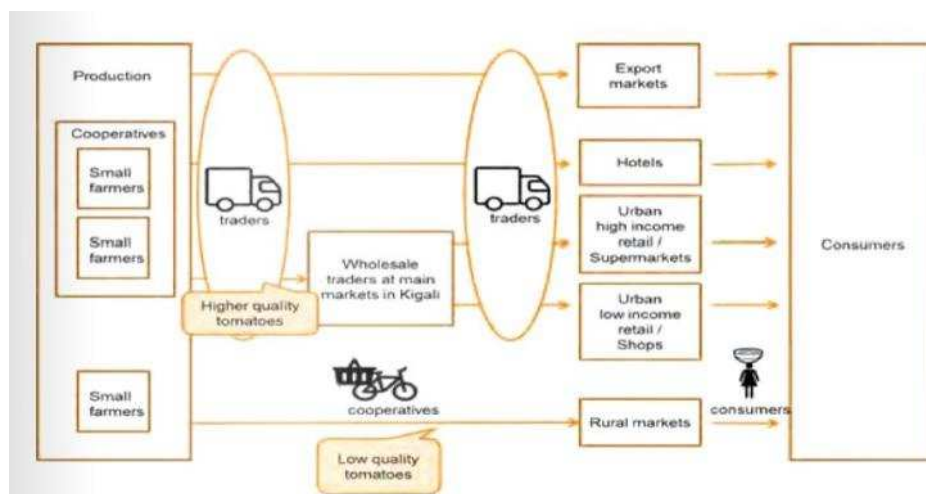 Production
Cooperatives
Small
farmers
Small
farmers
Small
farmers
traders
Higher quality
tomatoes
Wholesale
traders at main
markets in Kigali
traders
cooperatives
Low quality
tomatoes
Export
markets
Hotels
Urban
high income
retail /
Supermarkets
Urban
low income
retail /
Shops
Rural markets
consumers
Consumers